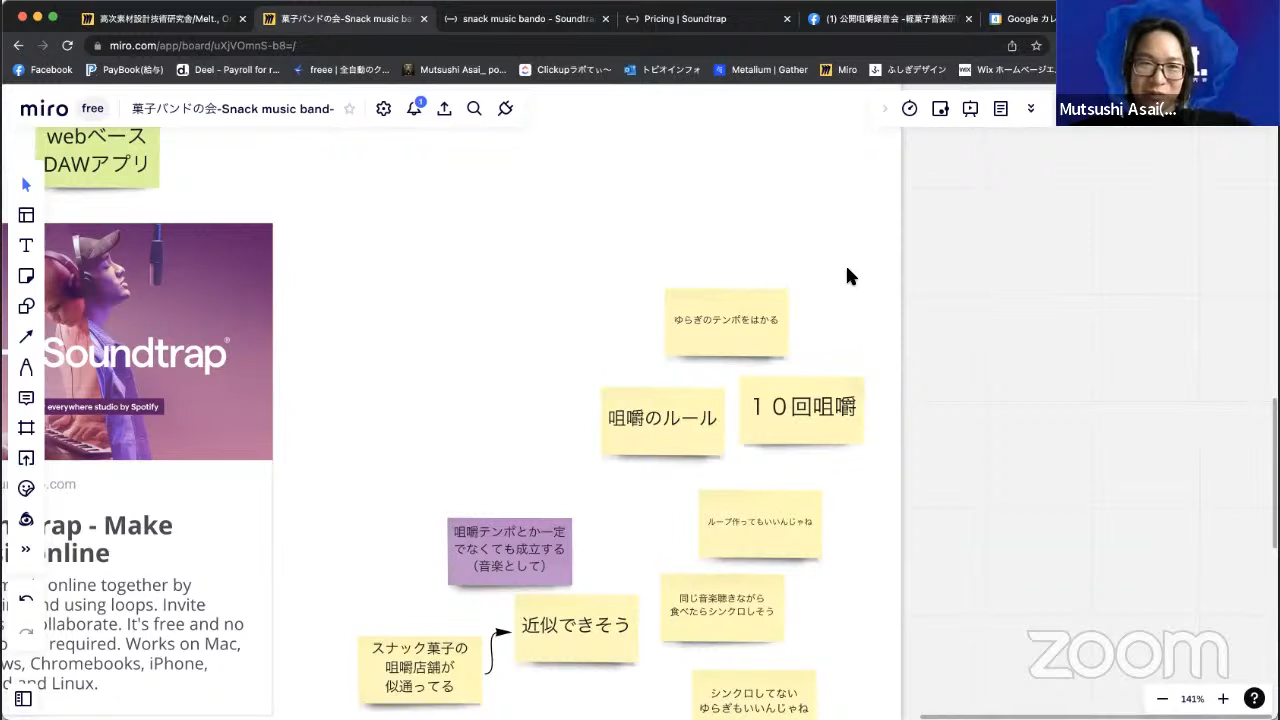 高次素材設計技術研究舎/Melt.,
菓子バンドの会-Snack music ba
snack music band - Soundtra
Pricing | Soundtrap
(1) 公開咀嚼録音会 -軽菓子音楽研
Google カレ
miro.com/app/board/uXjVOmnS-b8=/
Facebook
PayBook(給与)
Deel - Payroll for r...
freee | 全自動のク...
Mutsushi Asai_ po...
Clickupラボてぃ〜
トピオインフォ
Metalium | Gather
Miro
ふしぎデザイン
Wix ホームページエ
Mutsushi Asai(...
miro
free
菓子バンドの会-Snack music band-
1
webベース
DAWアプリ
Soundtrap
everywhere studio by Spotify
.com
rap - Make
online
online together by
nd using loops. Invite
ollaborate. It's free and no
required. Works on Mac,
ws, Chromebooks, iPhone,
d and Linux.
ゆらぎのテンポをはかる
咀嚼のルール
１０回咀嚼
ループ作ってもいいんじゃね
咀嚼テンポとか一定
でなくても成立する
（音楽として）
同じ音楽聴きながら
食べたらシンクロしそう
近似できそう
スナック菓子の
咀嚼店舗が
似通ってる
シンクロしてない
ゆらぎもいいんじゃね
zoom
141%